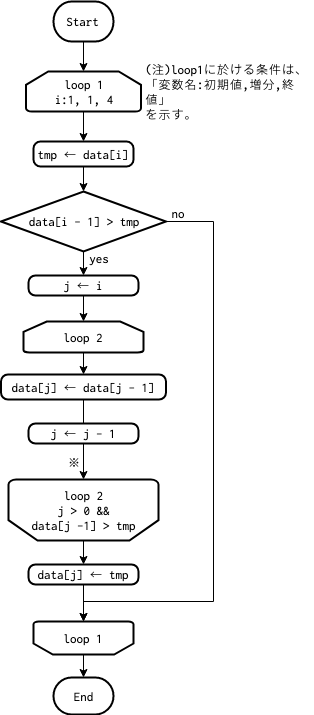 Start
loop 1
i:1, 1, 4
(注)loop1に於ける条件は、
「変数名:初期値,増分,終
値」
を示す。
tmp ← data[i]
data[i - 1] > tmp
no
yes
j ← i
loop 2
data[j] ← data[j - 1]
j ← j - 1
※
loop 2
j > 0 &&
data[j -1] > tmp
data[j] ← tmp
loop 1
End